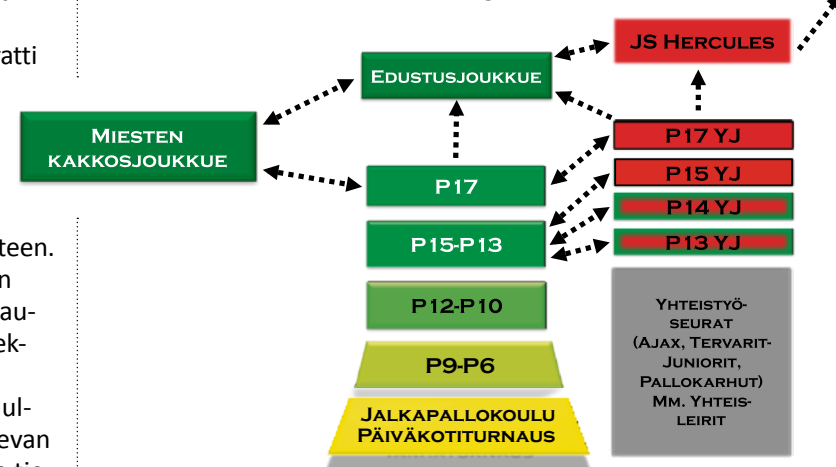 atti
teen.
n
au-
ek-
ul-
evan
JS Hercules
Edustusjoukkue
Miesten
kakkosjoukkue
P17
P15-P13
P12-P10
P9-P6
Jalkapallokoulu
Päiväkotiturnaus
P17 YJ
P15 YJ
P14 YJ
P13 YJ
Yhteistyö-
seurat
(Ajax, Tervarit-
Juniorit,
Pallokarhut)
Mm. Yhteis-
leirit